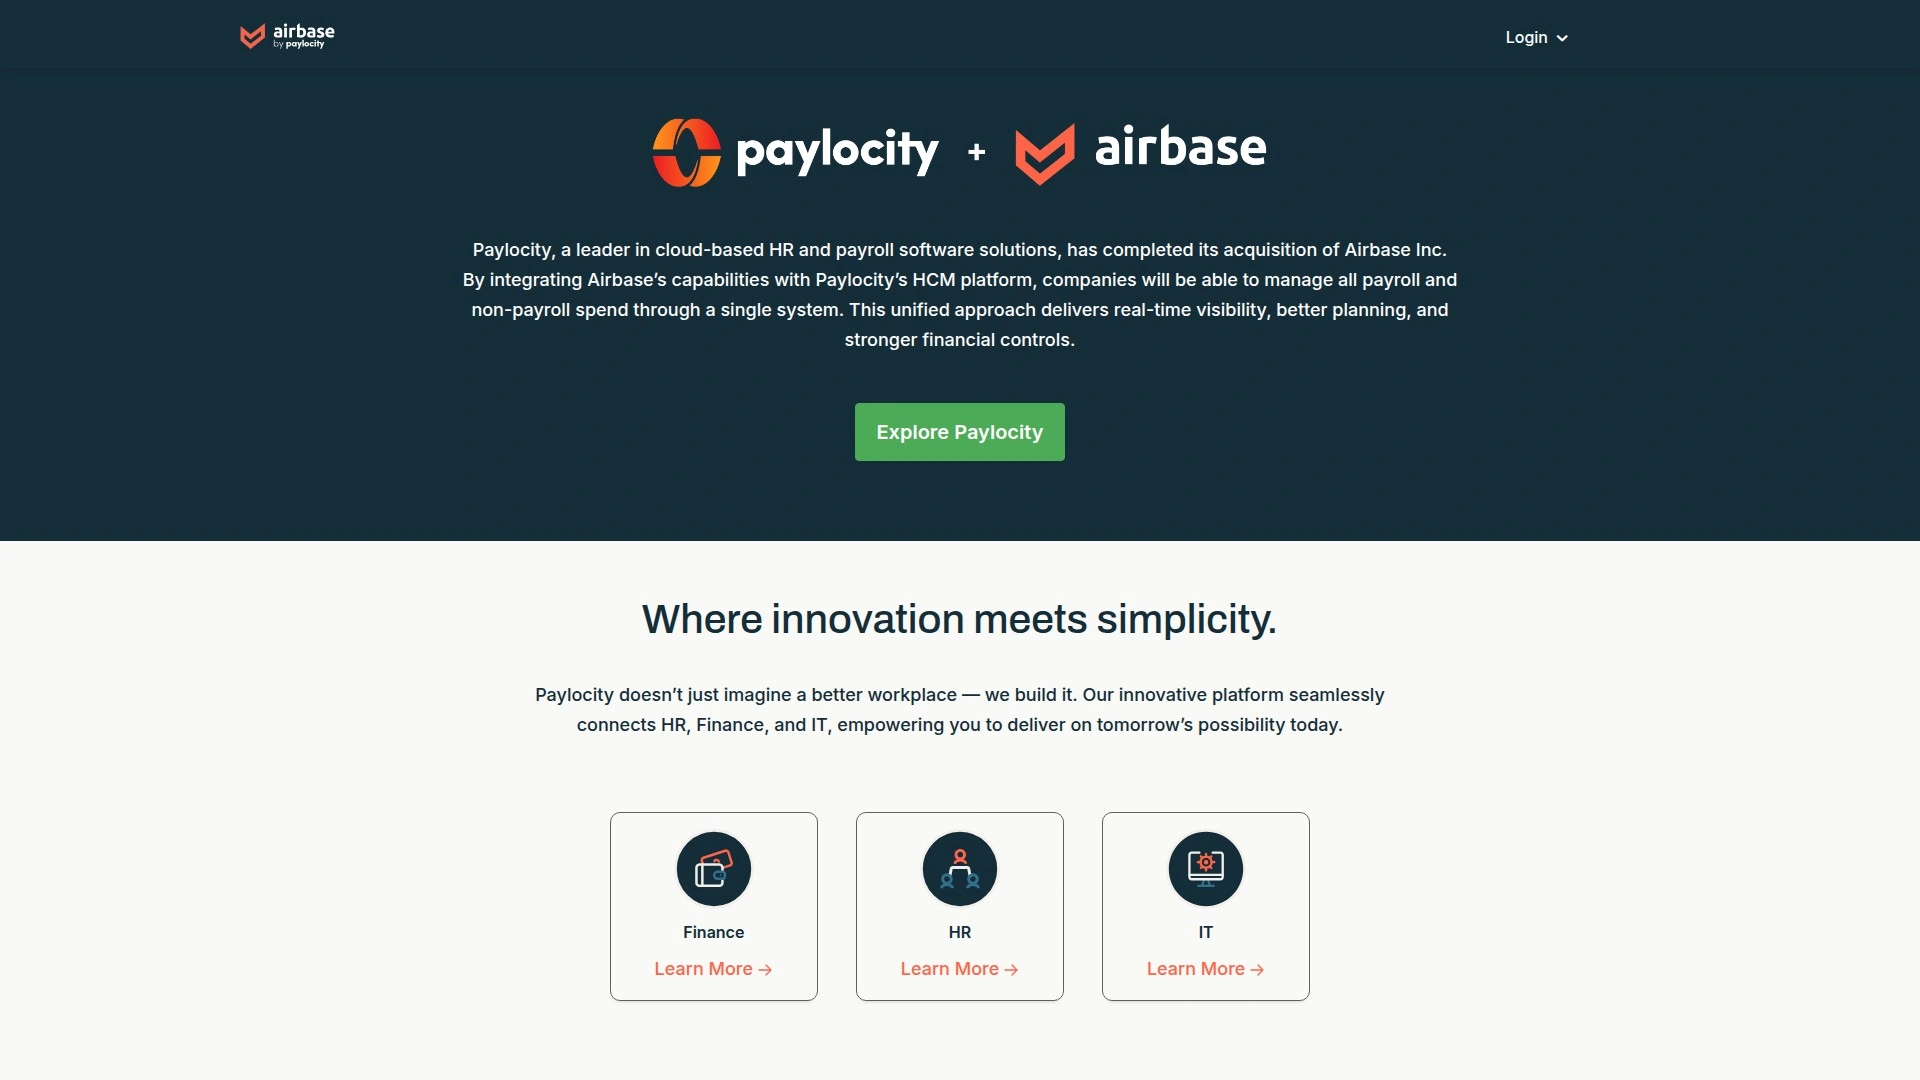 airbase
by paylocity
Login
paylocity + airbase
Paylocity, a leader in cloud-based HR and payroll software solutions, has completed its acquisition of Airbase Inc.
By integrating Airbase’s capabilities with Paylocity’s HCM platform, companies will be able to manage all payroll and
non-payroll spend through a single system. This unified approach delivers real-time visibility, better planning, and
stronger financial controls.
Explore Paylocity
Where innovation meets simplicity.
Paylocity doesn’t just imagine a better workplace — we build it. Our innovative platform seamlessly
connects HR, Finance, and IT, empowering you to deliver on tomorrow’s possibility today.
Finance
Learn More →
HR
Learn More →
IT
Learn More →